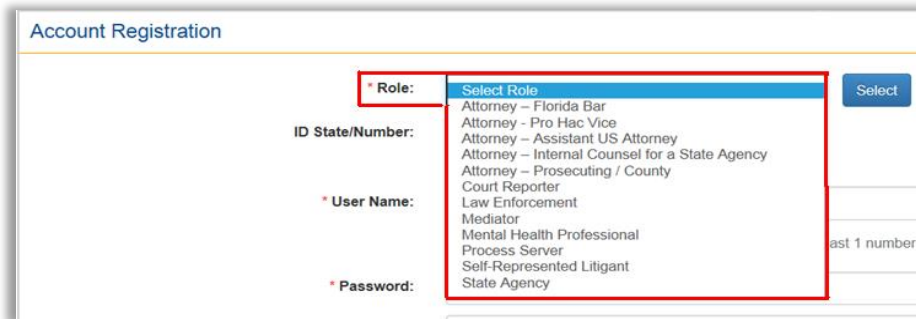 Account Registration
* Role:
Select Role
Select
Attorney – Florida Bar
Attorney - Pro Hac Vice
ID State/Number:
Attorney – Assistant US Attorney
Attorney – Internal Counsel for a State Agency
Attorney – Prosecuting / County
Court Reporter
* User Name:
Law Enforcement
Mediator
Mental Health Professional
ast 1 number
Process Server
Self-Represented Litigant
* Password:
State Agency